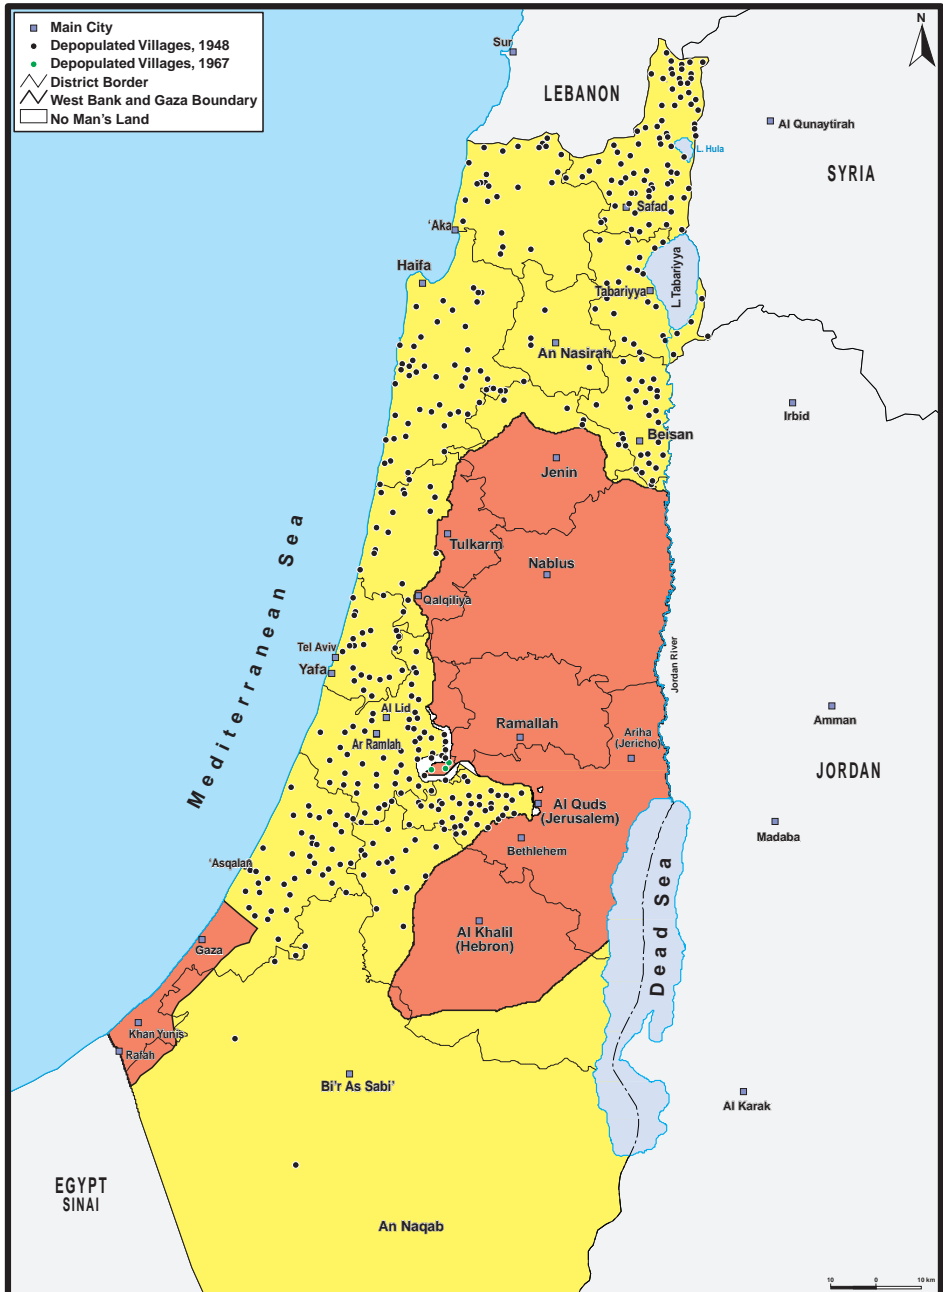 Main City
Depopulated Villages, 1948
Depopulated Villages, 1967
District Border
West Bank and Gaza Boundary
No Man's Land
N
Sur
LEBANON
Al Qunaytirah
L. Hula
SYRIA
Safad
‘Aka
Haifa
L. Tabariyya
Tabariyya
An Nasirah
Irbid
Beisan
Jenin
Mediterranean Sea
Tulkarm
Nablus
Qalqiliya
Tel Aviv
Yafa
Jordan River
Al Lid
Ramallah
Amman
Ar Ramlah
Ariha
(Jericho)
JORDAN
Al Quds
(Jerusalem)
Madaba
Bethlehem
‘Asqalan
Dead Sea
Al Khalil
(Hebron)
Gaza
Khan Yunis
Rafah
Bi'r As Sabi'
Al Karak
EGYPT
SINAI
An Naqab
10 0 10 km